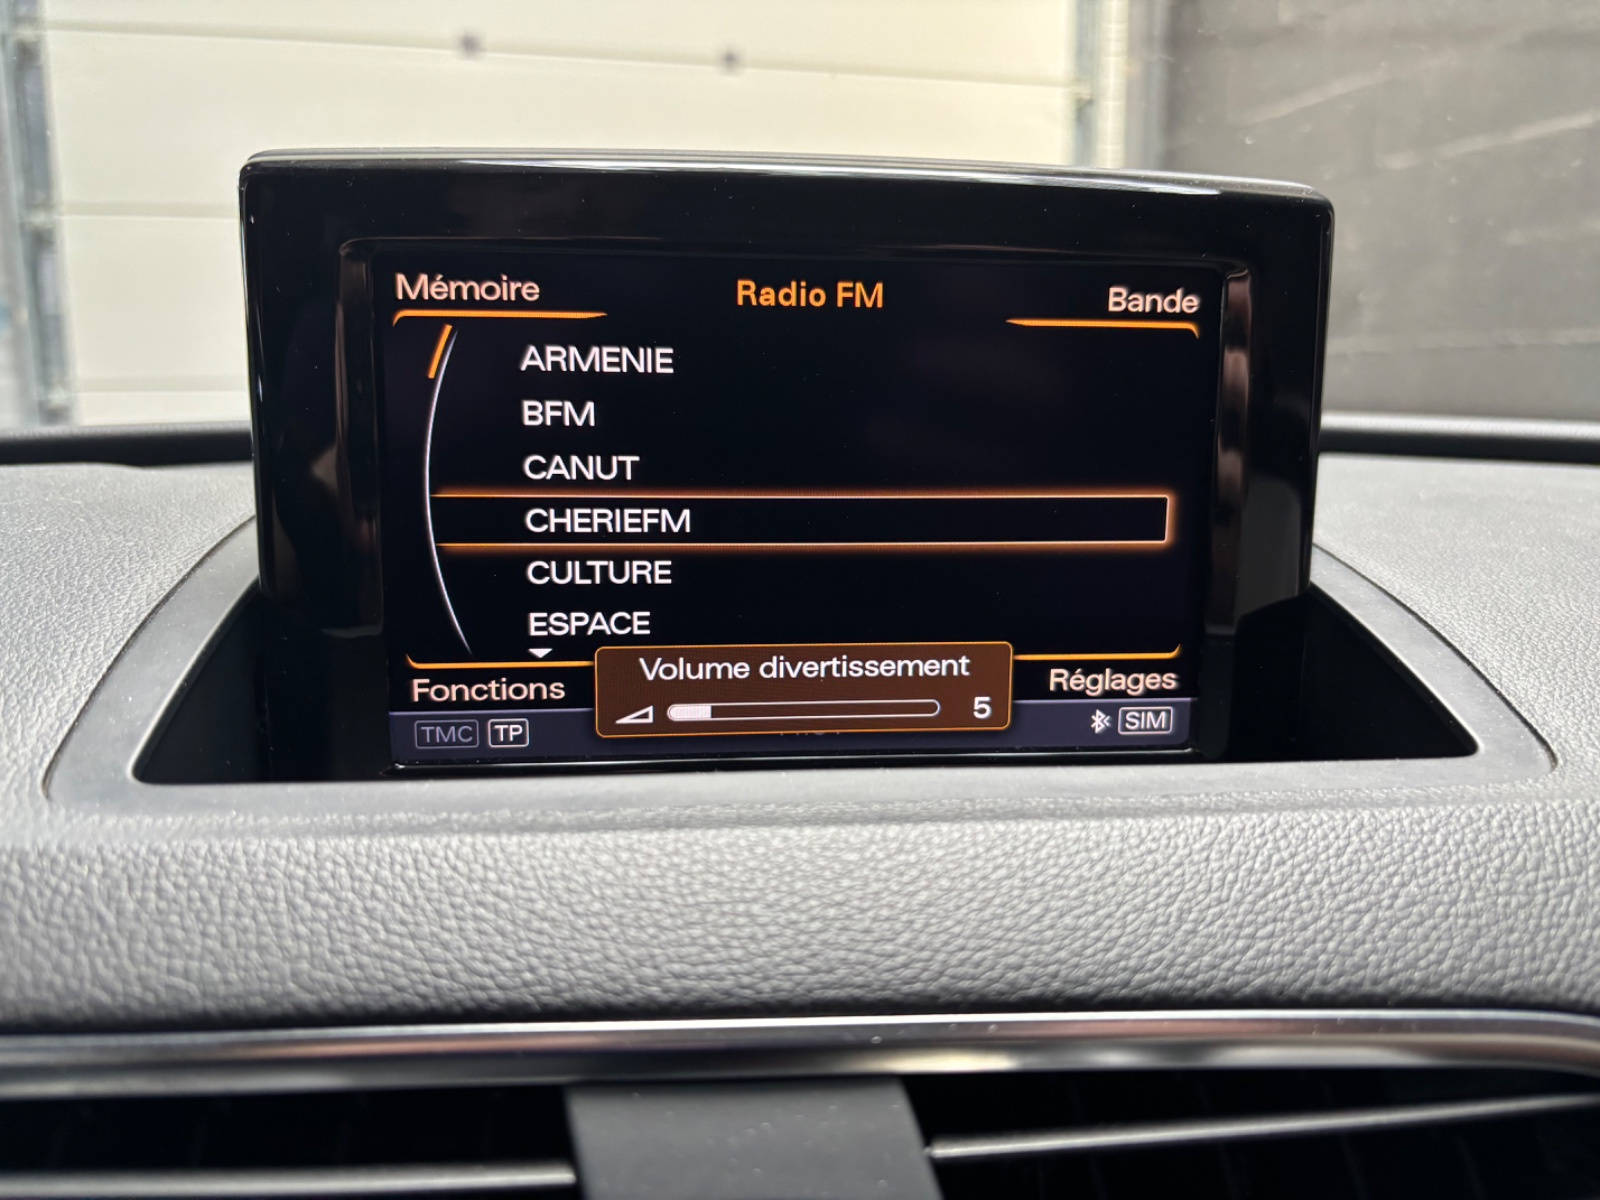 Mémoire
Radio FM
Bande
ARMENIE
BFM
CANUT
CHERIEFM
CULTURE
ESPACE
Volume divertissement
5
Fonctions
Réglages
TMC TP
SIM